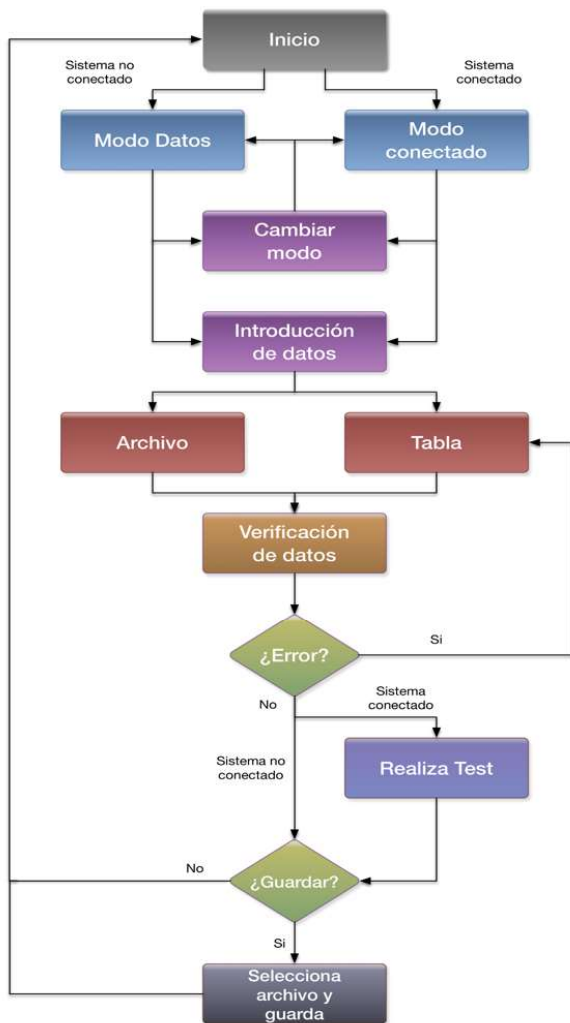 Inicio
Sistema no
conectado
Sistema
conectado
Modo Datos
Modo
conectado
Cambiar
modo
Introducción
de datos
Archivo
Tabla
Verificación
de datos
¿Error?
Si
No
Sistema
conectado
Sistema no
conectado
Realiza Test
¿Guardar?
No
Si
Selecciona
archivo y
guarda